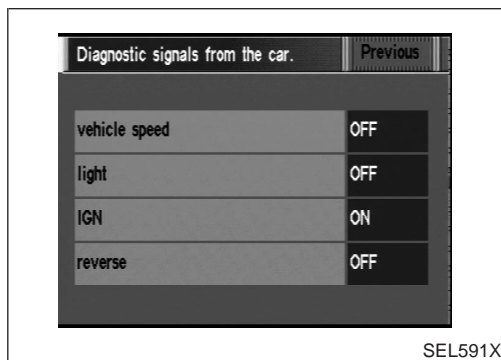 Diagnostic signals from the car. Previous
vehicle speed OFF
light OFF
IGN ON
reverse OFF
SEL591X